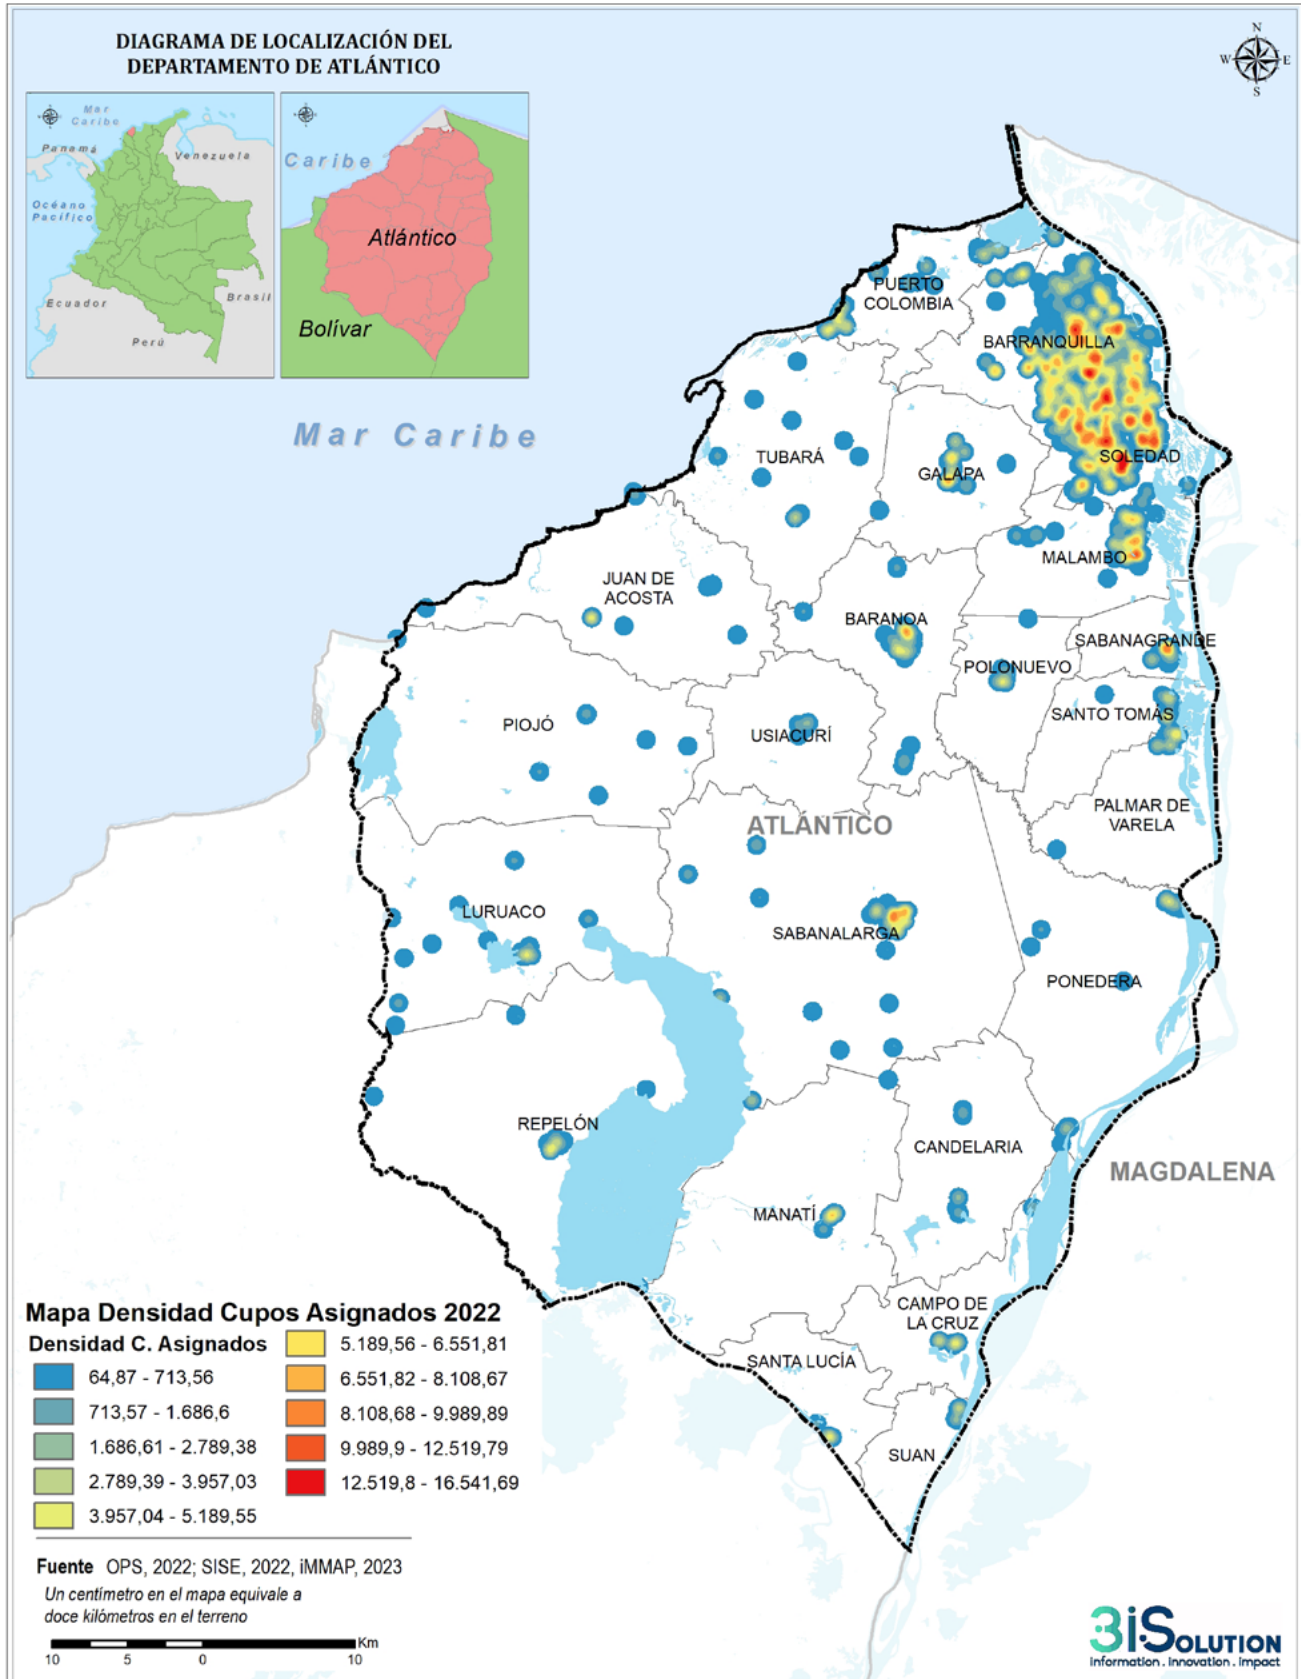 DIAGRAMA DE LOCALIZACIÓN DEL
DEPARTAMENTO DE ATLÁNTICO
N
W
E
S
Mar
Caribe
Panamá
Venezuela
Océano
Pacífico
Ecuador
Brasil
Perú
Caribe
Atlántico
Bolívar
Mar Caribe
PUERTO
COLOMBIA
BARRANQUILLA
TUBARÁ
GALAPA
SOLEDAD
MALAMBO
JUAN DE
ACOSTA
BARANOA
SABANAGRANDE
POLONUEVO
SANTO TOMÁS
PIOJÓ
USIACURÍ
PALMAR DE
VARELA
ATLÁNTICO
LURUACO
SABANALARGA
PONEDERA
REPELÓN
CANDELARIA
MAGDALENA
MANATÍ
CAMPO DE
LA CRUZ
SANTA LUCÍA
SUAN
Mapa Densidad Cupos Asignados 2022
Densidad C. Asignados
64,87 - 713,56
713,57 - 1.686,6
1.686,61 - 2.789,38
2.789,39 - 3.957,03
3.957,04 - 5.189,55
5.189,56 - 6.551,81
6.551,82 - 8.108,67
8.108,68 - 9.989,89
9.989,9 - 12.519,79
12.519,8 - 16.541,69
Fuente OPS, 2022; SISE, 2022, iMMAP, 2023
Un centímetro en el mapa equivale a
doce kilómetros en el terreno
Km
10 5 0 10
3iSOLUTION
Information . Innovation . Impact